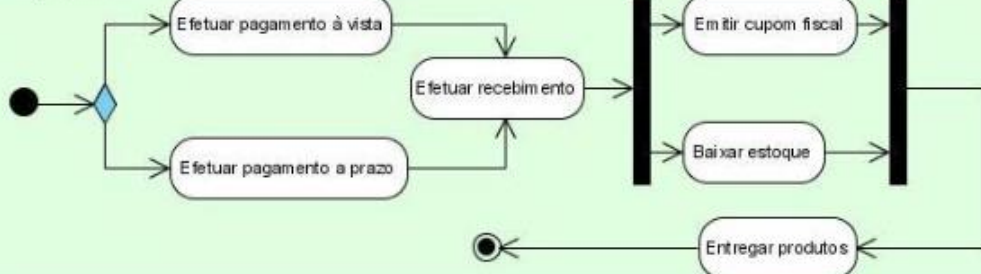 Efetuar pagamento à vista
Emitir cupom fiscal
Efetuar recebimento
Efetuar pagamento a prazo
Baixar estoque
Entregar produtos